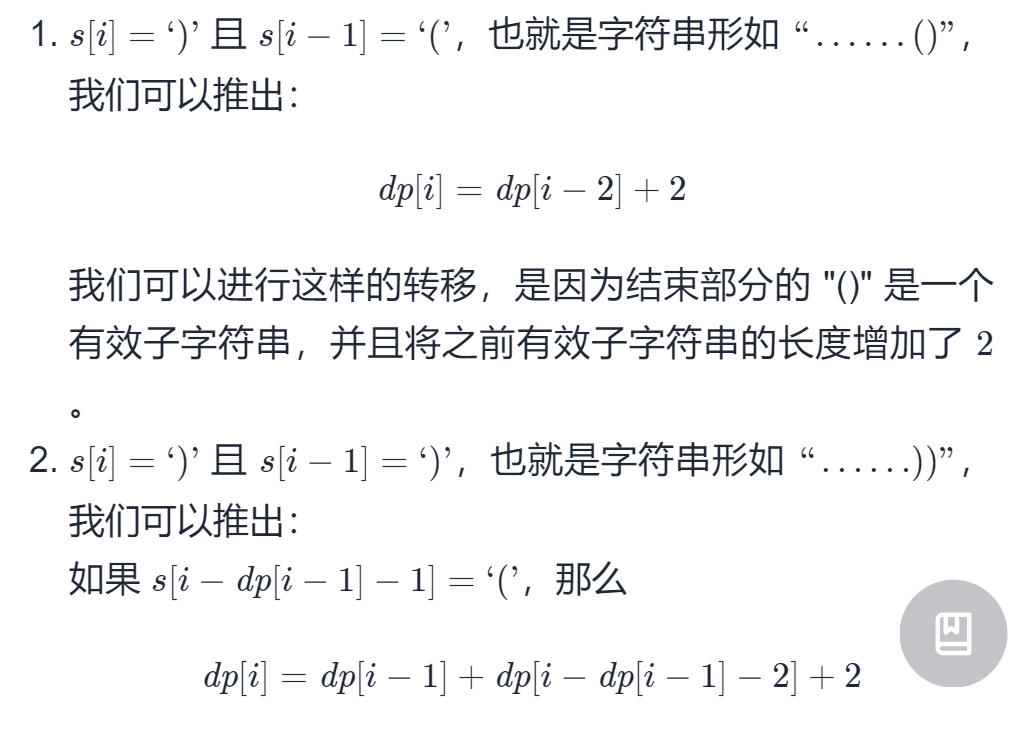 1. s[i] = ‘)’ 且 s[i − 1] = ‘(’，也就是字符串形如 “……()”，
我们可以推出：
dp[i] = dp[i − 2] + 2
我们可以进行这样的转移，是因为结束部分的 "()" 是一个
有效子字符串，并且将之前有效子字符串的长度增加了 2
。
2. s[i] = ‘)’ 且 s[i − 1] = ‘)’，也就是字符串形如 “……))”，
我们可以推出：
如果 s[i − dp[i − 1] − 1] = ‘(’，那么
dp[i] = dp[i − 1] + dp[i − dp[i − 1] − 2] + 2